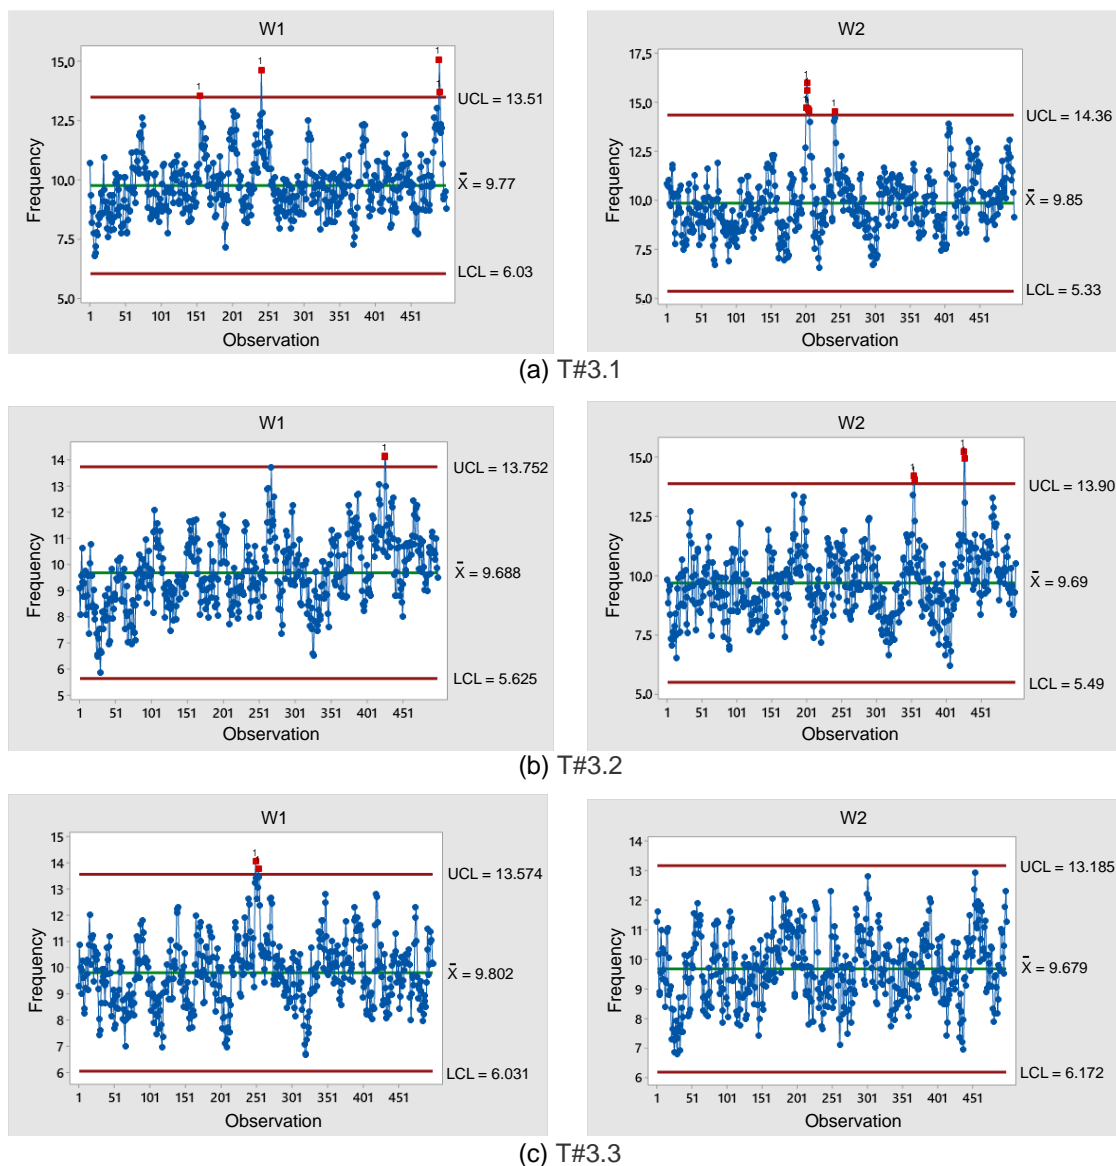 W1
15.0
12.5
10.0
7.5
5.0
Frequency
1 1 1 1
UCL = 13.51
X̄ = 9.77
LCL = 6.03
1 51 101 151 201 251 301 351 401 451
Observation
W2
17.5
15.0
12.5
10.0
7.5
5.0
Frequency
1 1
UCL = 14.36
X̄ = 9.85
LCL = 5.33
1 51 101 151 201 251 301 351 401 451
Observation
(a) T#3.1
W1
14
13
12
11
10
9
8
7
6
5
Frequency
1
UCL = 13.752
X̄ = 9.688
LCL = 5.625
1 51 101 151 201 251 301 351 401 451
Observation
W2
15.0
12.5
10.0
7.5
5.0
Frequency
1 1
UCL = 13.90
X̄ = 9.69
LCL = 5.49
1 51 101 151 201 251 301 351 401 451
Observation
(b) T#3.2
W1
15
14
13
12
11
10
9
8
7
6
Frequency
1
UCL = 13.574
X̄ = 9.802
LCL = 6.031
1 51 101 151 201 251 301 351 401 451
Observation
W2
14
13
12
11
10
9
8
7
6
Frequency
UCL = 13.185
X̄ = 9.679
LCL = 6.172
1 51 101 151 201 251 301 351 401 451
Observation
(c) T#3.3